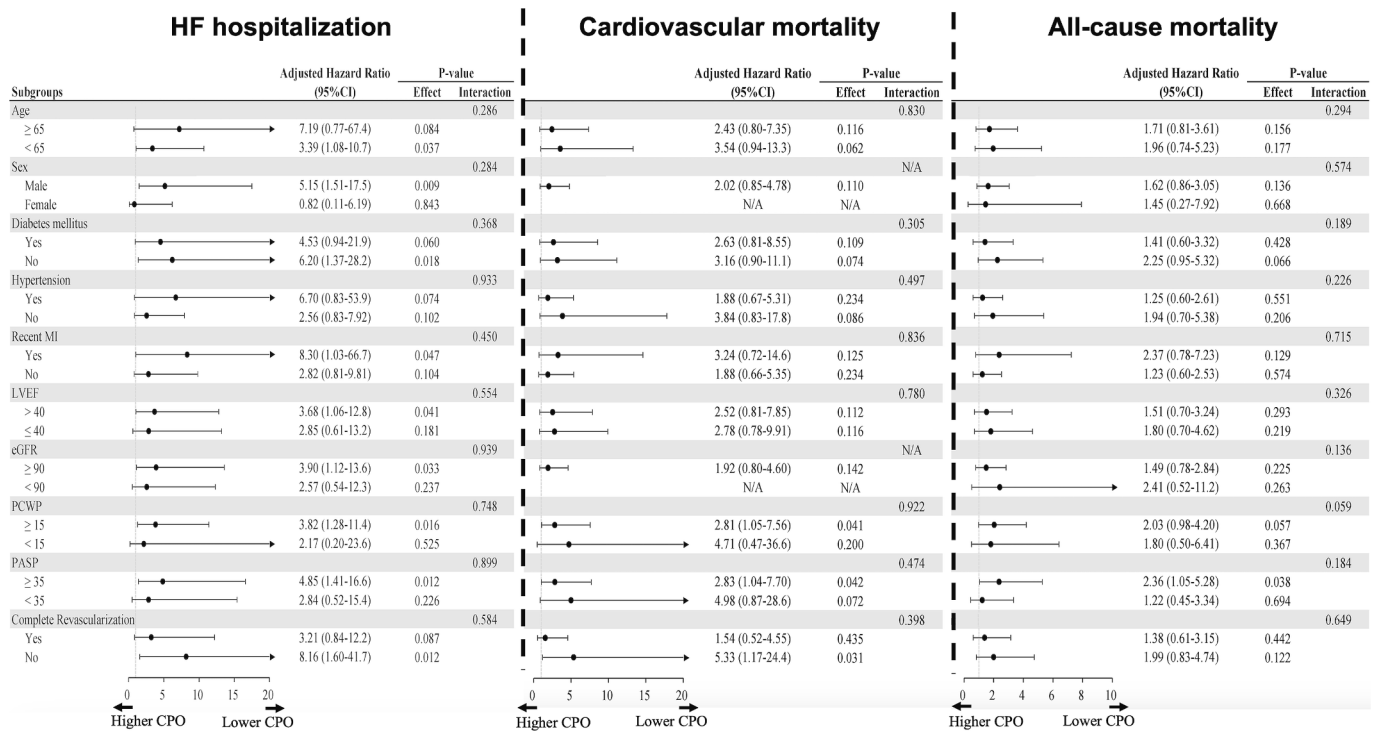 HF hospitalization Cardiovascular mortality All-cause mortality
Adjusted Hazard Ratio P-value Adjusted Hazard Ratio P-value Adjusted Hazard Ratio P-value
Subgroups (95%CI) Effect Interaction (95%CI) Effect Interaction (95%CI) Effect Interaction
Age 0.286 0.830 0.294
≥ 65 7.19 (0.77-67.4) 0.084 2.43 (0.80-7.35) 0.116 1.71 (0.81-3.61) 0.156
< 65 3.39 (1.08-10.7) 0.037 3.54 (0.94-13.3) 0.062 1.96 (0.74-5.23) 0.177
Sex 0.284 N/A 0.574
Male 5.15 (1.51-17.5) 0.009 2.02 (0.85-4.78) 0.110 1.62 (0.86-3.05) 0.136
Female 0.82 (0.11-6.19) 0.843 N/A N/A 1.45 (0.27-7.92) 0.668
Diabetes mellitus 0.368 0.305 0.189
Yes 4.53 (0.94-21.9) 0.060 2.63 (0.81-8.55) 0.109 1.41 (0.60-3.32) 0.428
No 6.20 (1.37-28.2) 0.018 3.16 (0.90-11.1) 0.074 2.25 (0.95-5.32) 0.066
Hypertension 0.933 0.497 0.226
Yes 6.70 (0.83-53.9) 0.074 1.88 (0.67-5.31) 0.234 1.25 (0.60-2.61) 0.551
No 2.56 (0.83-7.92) 0.102 3.84 (0.83-17.8) 0.086 1.94 (0.70-5.38) 0.206
Recent MI 0.450 0.836 0.715
Yes 8.30 (1.03-66.7) 0.047 3.24 (0.72-14.6) 0.125 2.37 (0.78-7.23) 0.129
No 2.82 (0.81-9.81) 0.104 1.88 (0.66-5.35) 0.234 1.23 (0.60-2.53) 0.574
LVEF 0.554 0.780 0.326
> 40 3.68 (1.06-12.8) 0.041 2.52 (0.81-7.85) 0.112 1.51 (0.70-3.24) 0.293
≤ 40 2.85 (0.61-13.2) 0.181 2.78 (0.78-9.91) 0.116 1.80 (0.70-4.62) 0.219
eGFR 0.939 N/A 0.136
≥ 90 3.90 (1.12-13.6) 0.033 1.92 (0.80-4.60) 0.142 1.49 (0.78-2.84) 0.225
< 90 2.57 (0.54-12.3) 0.237 N/A N/A 2.41 (0.52-11.2) 0.263
PCWP 0.748 0.922 0.059
≥ 15 3.82 (1.28-11.4) 0.016 2.81 (1.05-7.56) 0.041 2.03 (0.98-4.20) 0.057
< 15 2.17 (0.20-23.6) 0.525 4.71 (0.47-36.6) 0.200 1.80 (0.50-6.41) 0.367
PASP 0.899 0.474 0.184
≥ 35 4.85 (1.41-16.6) 0.012 2.83 (1.04-7.70) 0.042 2.36 (1.05-5.28) 0.038
< 35 2.84 (0.52-15.4) 0.226 4.98 (0.87-28.6) 0.072 1.22 (0.45-3.34) 0.694
Complete Revascularization 0.584 0.398 0.649
Yes 3.21 (0.84-12.2) 0.087 1.54 (0.52-4.55) 0.435 1.38 (0.61-3.15) 0.442
No 8.16 (1.60-41.7) 0.012 5.33 (1.17-24.4) 0.031 1.99 (0.83-4.74) 0.122
0 5 10 15 20 0 5 10 15 20 0 2 4 6 8 10
Higher CPO Lower CPO Higher CPO Lower CPO Higher CPO Lower CPO